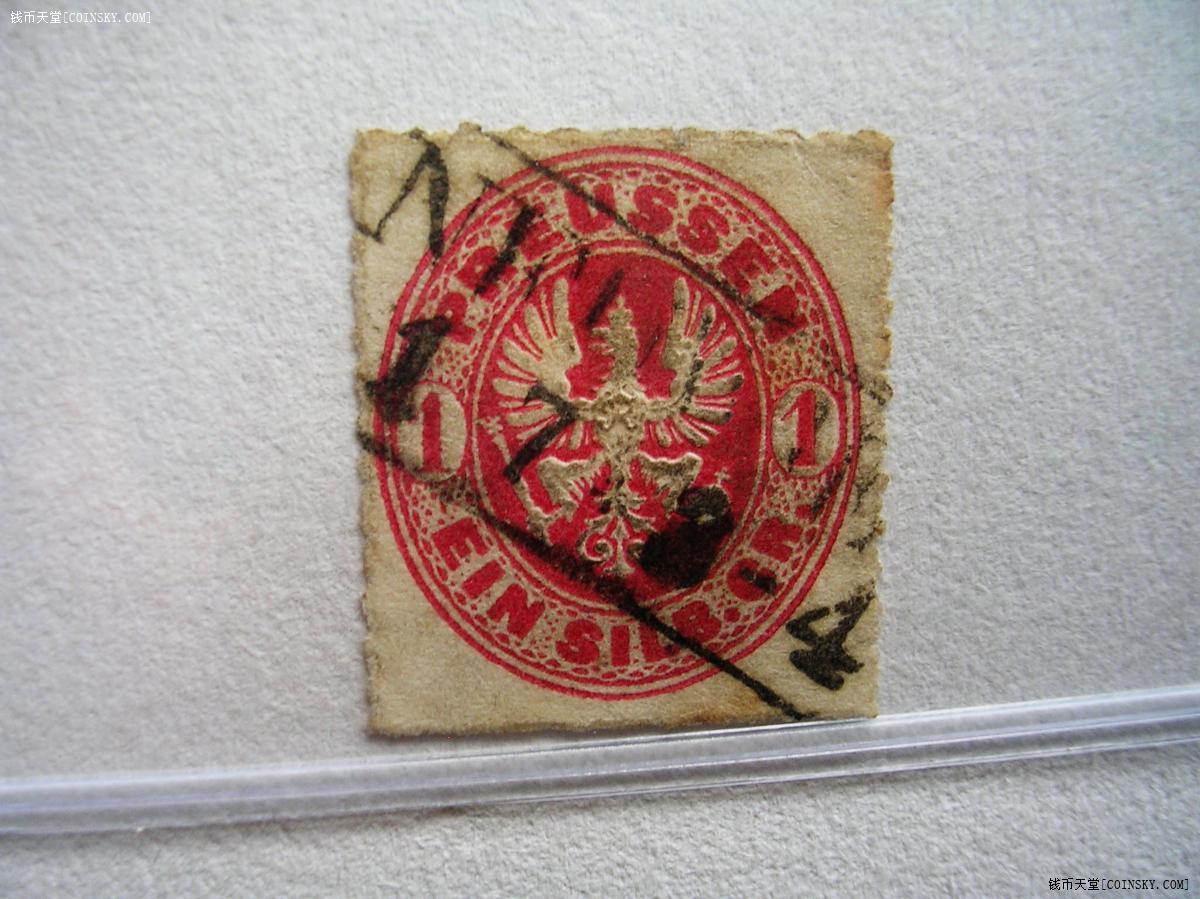 钱币天堂[COINSKY.COM]
PREUSSEN
1 1
EIN SILB. GR.
钱币天堂[COINSKY.COM]